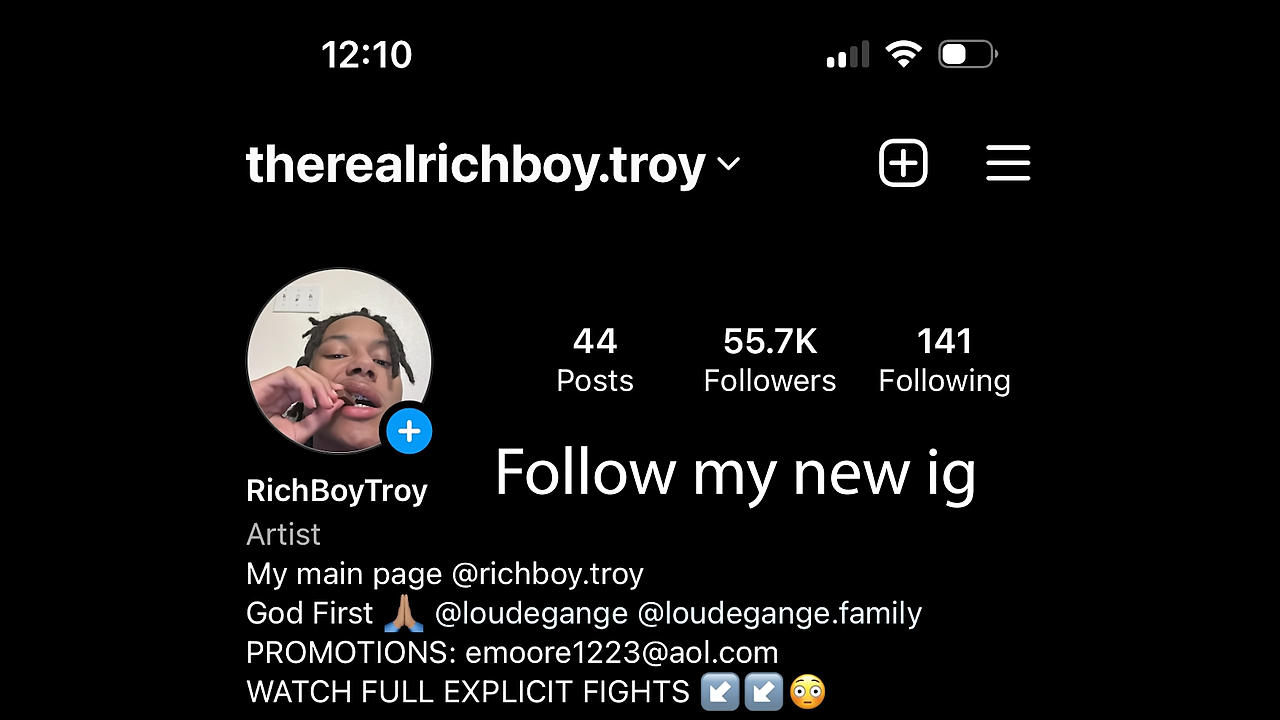 12:10
therealrichboy.troy
44 55.7K 141
Posts Followers Following
Follow my new ig
RichBoyTroy
Artist
My main page @richboy.troy
God First 🙏🏽 @loudegange @loudegange.family
PROMOTIONS: emoore1223@aol.com
WATCH FULL EXPLICIT FIGHTS ↙️↙️😳